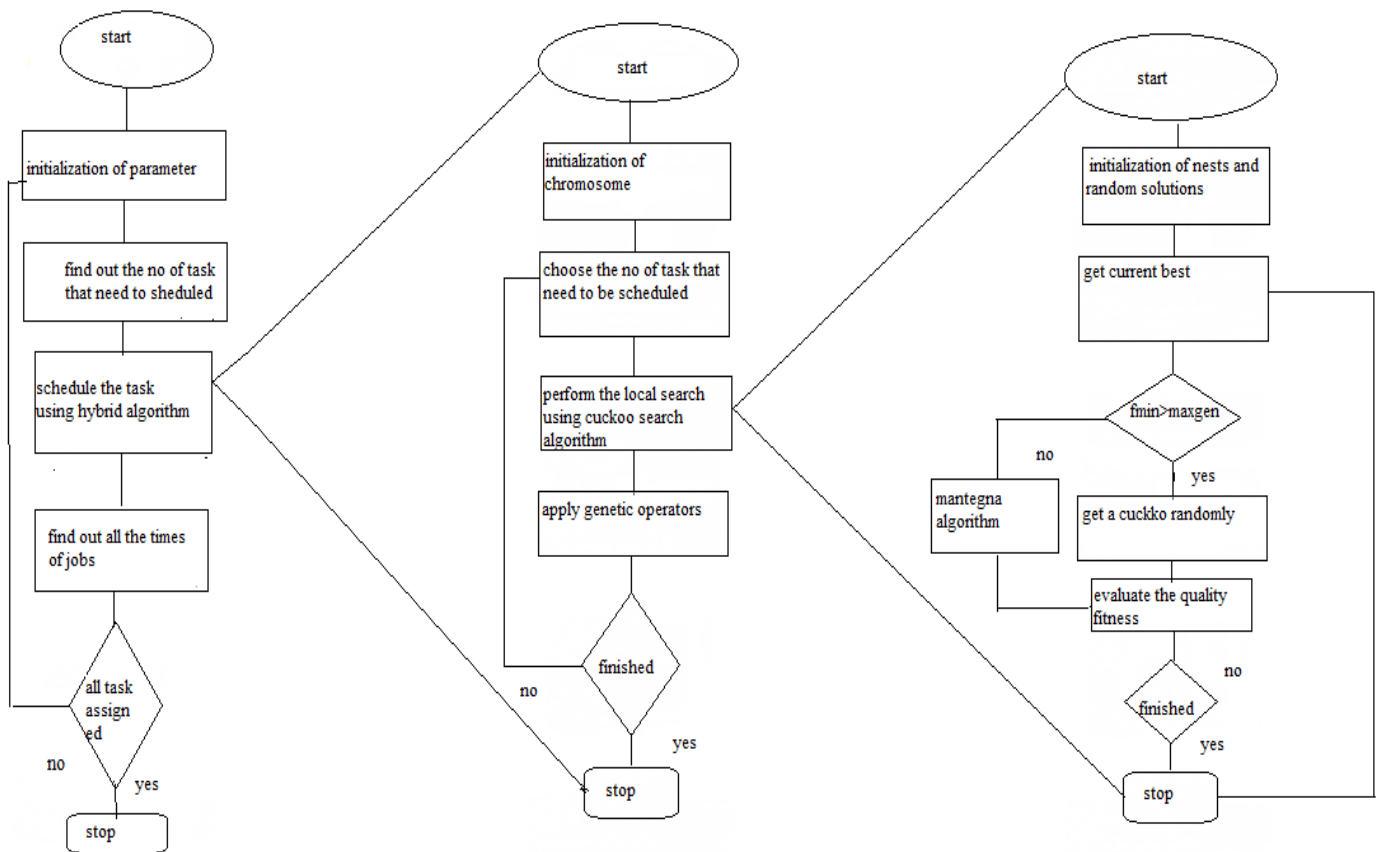 start
initialization of parameter
find out the no of task
that need to sheduled
schedule the task
using hybrid algorithm
find out all the times
of jobs
all task
assign
ed
no
yes
stop
start
initialization of
chromosome
choose the no of task that
need to be scheduled
perform the local search
using cuckoo search
algorithm
apply genetic operators
finished
no
yes
stop
start
initialization of nests and
random solutions
get current best
fmin>maxgen
no
yes
mantegna
algorithm
get a cuckko randomly
evaluate the quality
fitness
no
finished
yes
stop